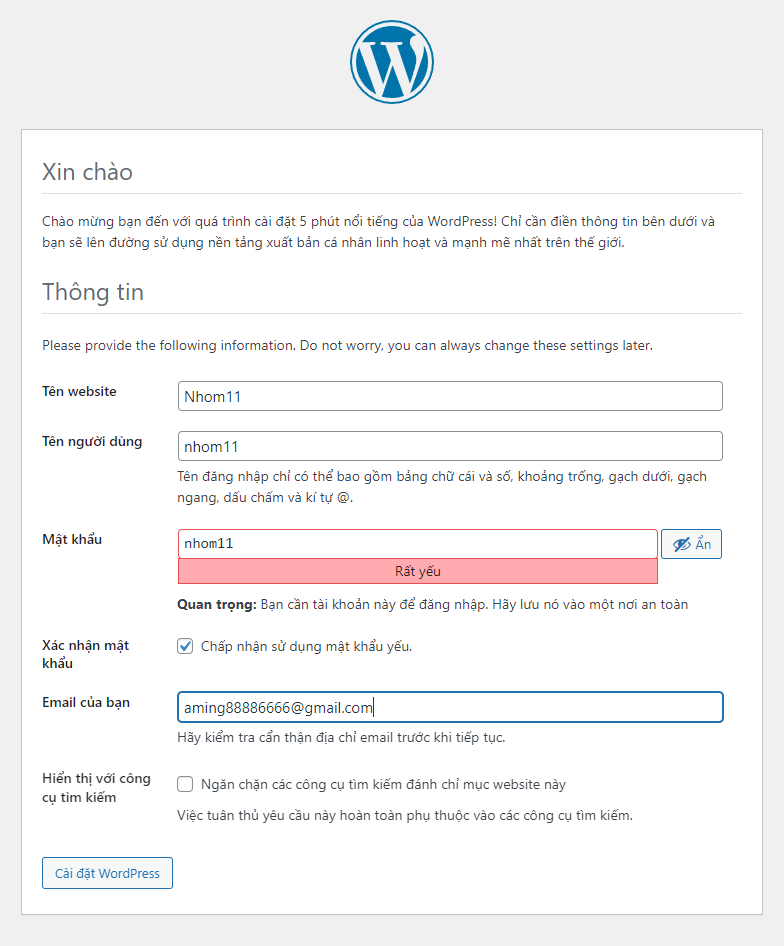 Xin chào
Chào mừng bạn đến với quá trình cài đặt 5 phút nổi tiếng của WordPress! Chỉ cần điền thông tin bên dưới và
bạn sẽ lên đường sử dụng nền tảng xuất bản cá nhân linh hoạt và mạnh mẽ nhất trên thế giới.
Thông tin
Please provide the following information. Do not worry, you can always change these settings later.
Tên website
Nhom11
Tên người dùng
nhom11
Tên đăng nhập chỉ có thể bao gồm bảng chữ cái và số, khoảng trống, gạch dưới, gạch
ngang, dấu chấm và kí tự @.
Mật khẩu
nhom11
Ẩn
Rất yếu
Quan trọng: Bạn cần tài khoản này để đăng nhập. Hãy lưu nó vào một nơi an toàn
Xác nhận mật
khẩu
Chấp nhận sử dụng mật khẩu yếu.
Email của bạn
aming88886666@gmail.com
Hãy kiểm tra cẩn thận địa chỉ email trước khi tiếp tục.
Hiển thị với công
cụ tìm kiếm
Ngăn chặn các công cụ tìm kiếm đánh chỉ mục website này
Việc tuân thủ yêu cầu này hoàn toàn phụ thuộc vào các công cụ tìm kiếm.
Cài đặt WordPress